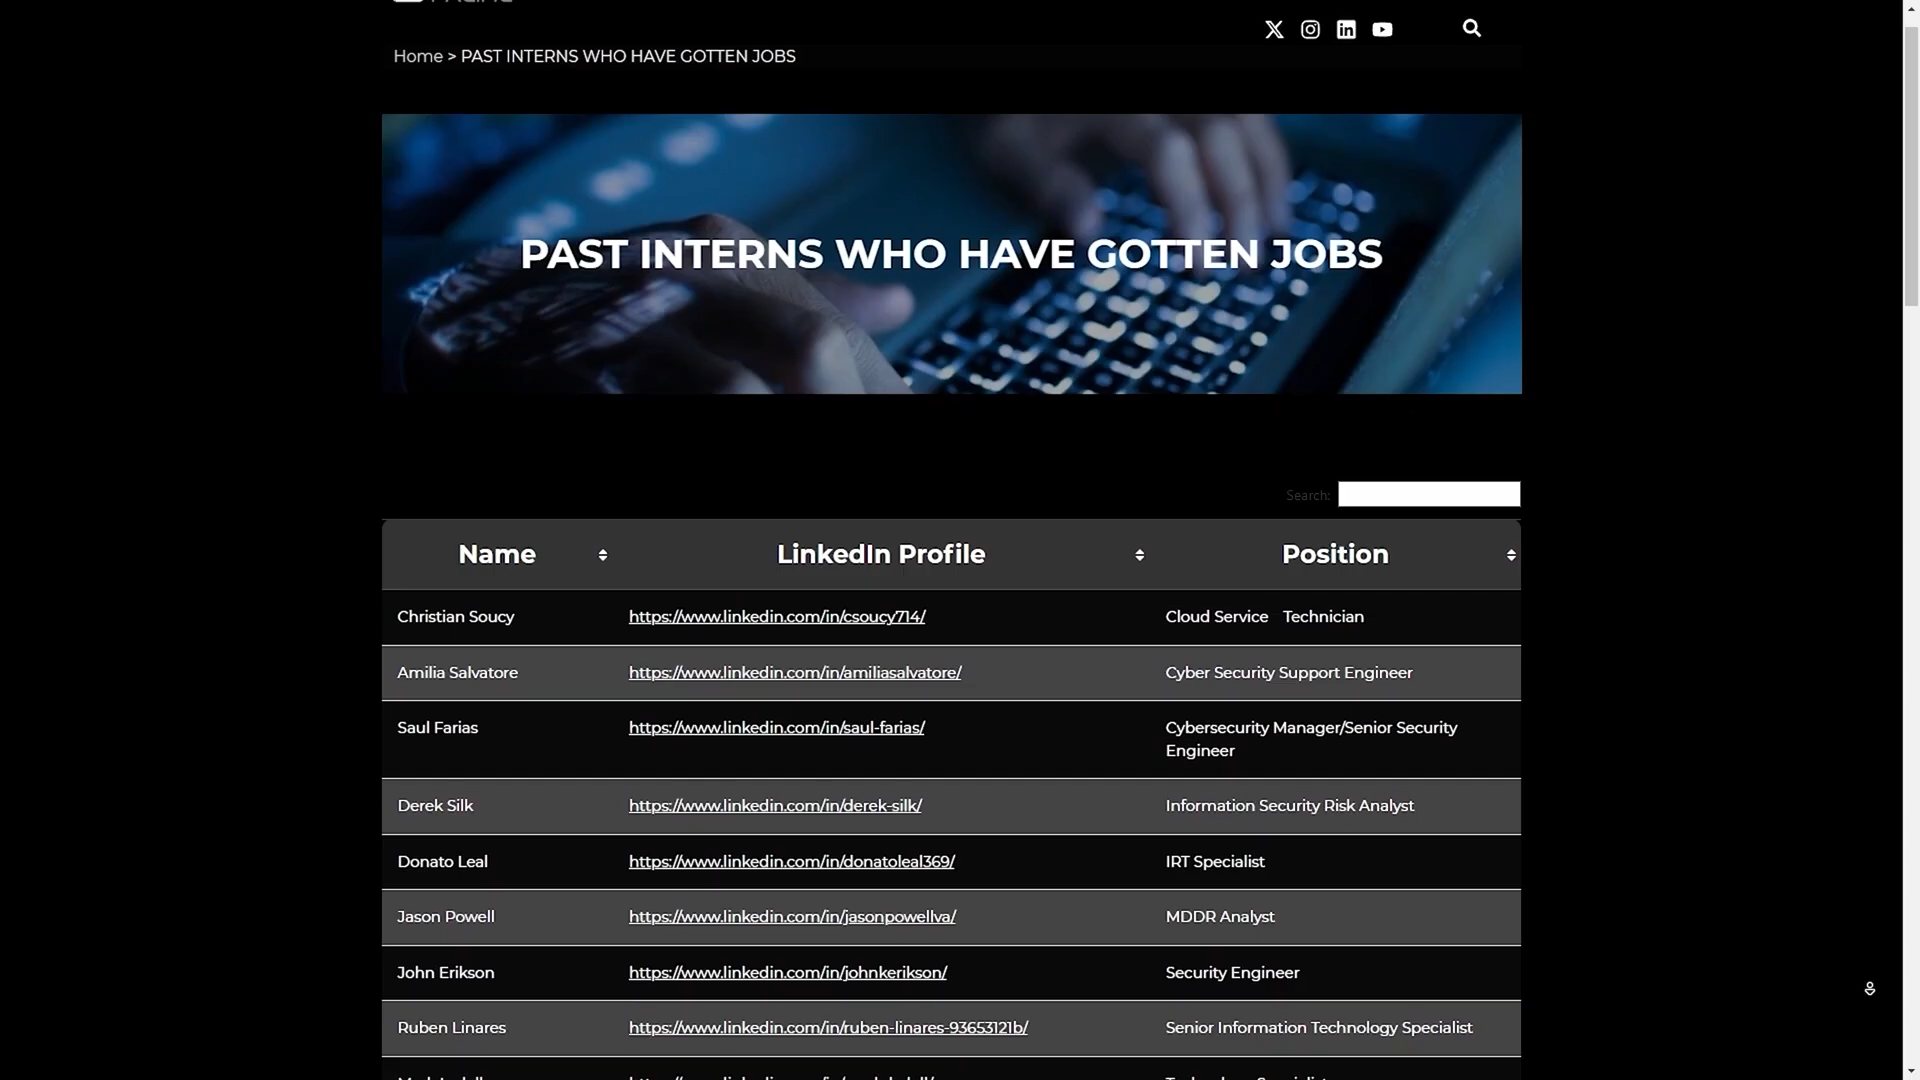 Home > PAST INTERNS WHO HAVE GOTTEN JOBS
PAST INTERNS WHO HAVE GOTTEN JOBS
Search:
Name LinkedIn Profile Position
Christian Soucy https://www.linkedin.com/in/csoucy714/ Cloud Service Technician
Amilia Salvatore https://www.linkedin.com/in/amiliasalvatore/ Cyber Security Support Engineer
Saul Farias https://www.linkedin.com/in/saul-farias/ Cybersecurity Manager/Senior Security
Engineer
Derek Silk https://www.linkedin.com/in/derek-silk/ Information Security Risk Analyst
Donato Leal https://www.linkedin.com/in/donatoleal369/ IRT Specialist
Jason Powell https://www.linkedin.com/in/jasonpowellva/ MDDR Analyst
John Erikson https://www.linkedin.com/in/johnkerikson/ Security Engineer
Ruben Linares https://www.linkedin.com/in/ruben-linares-93653121b/ Senior Information Technology Specialist